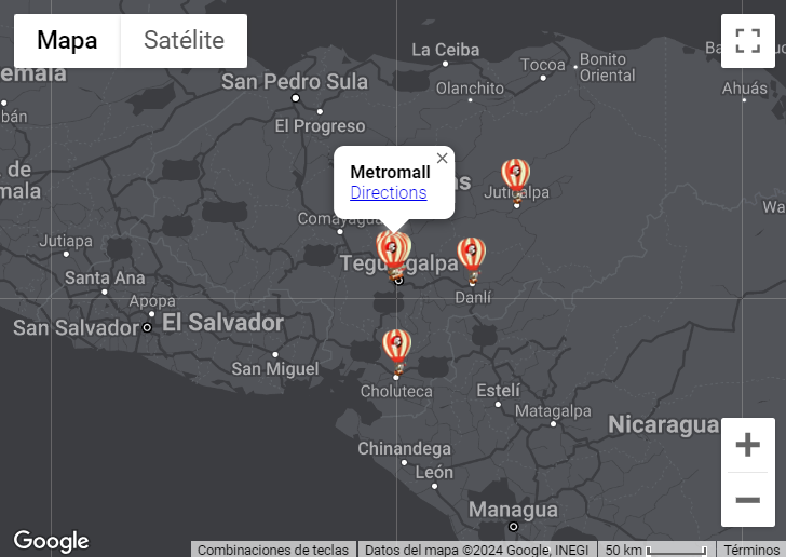 Mapa
Satélite
La Ceiba
Tocoa
Bonito
Oriental
emala
San Pedro Sula
Olanchito
Ahuás
bán
El Progreso
Metromall
Directions
de
mala
as
Juticalpa
Comayagua
Wa
Jutiapa
Tegucigalpa
Santa Ana
Danlí
Apopa
San Salvador
El Salvador
San Miguel
Choluteca
Estelí
Matagalpa
Nicaragua
Chinandega
León
Managua
Google
Combinaciones de teclas
Datos del mapa ©2024 Google, INEGI
50 km
Términos